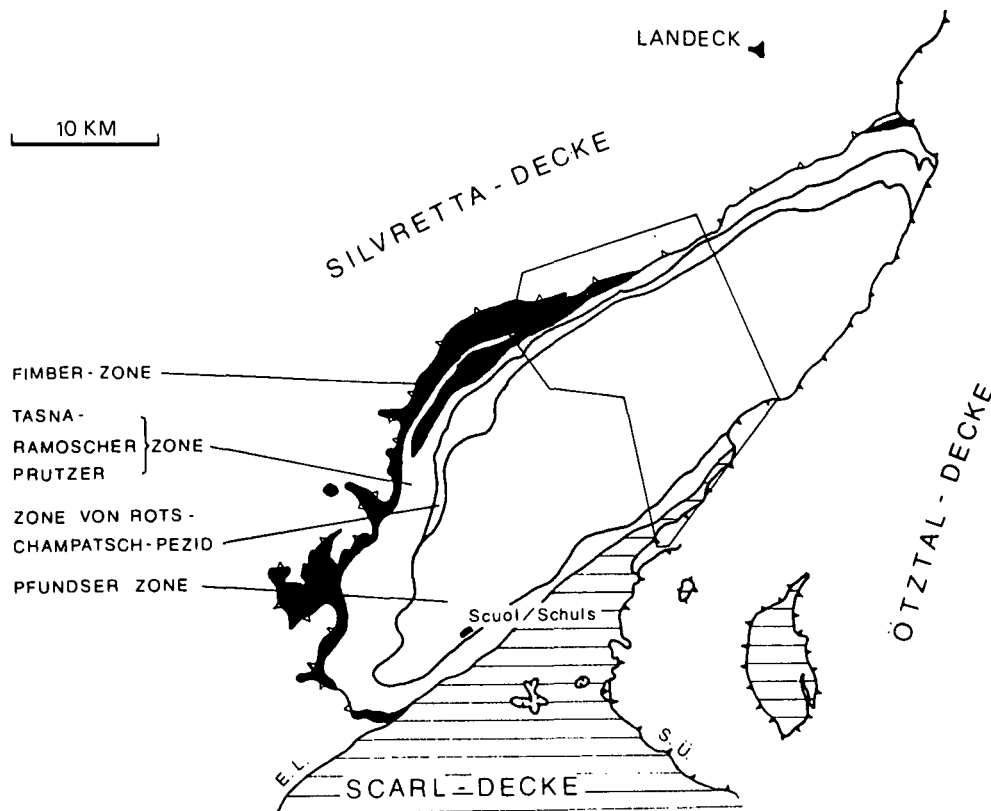 LANDECK
10 KM
SILVRETTA - DECKE
FIMBER - ZONE
TASNA -
RAMOSCHER ZONE
PRUTZER
ZONE VON ROTS -
CHAMPATSCH - PEZID
PFUNDSER ZONE
Scuol / Schuls
ÖTZTAL - DECKE
E.L.
S.Ü.
SCARL - DECKE